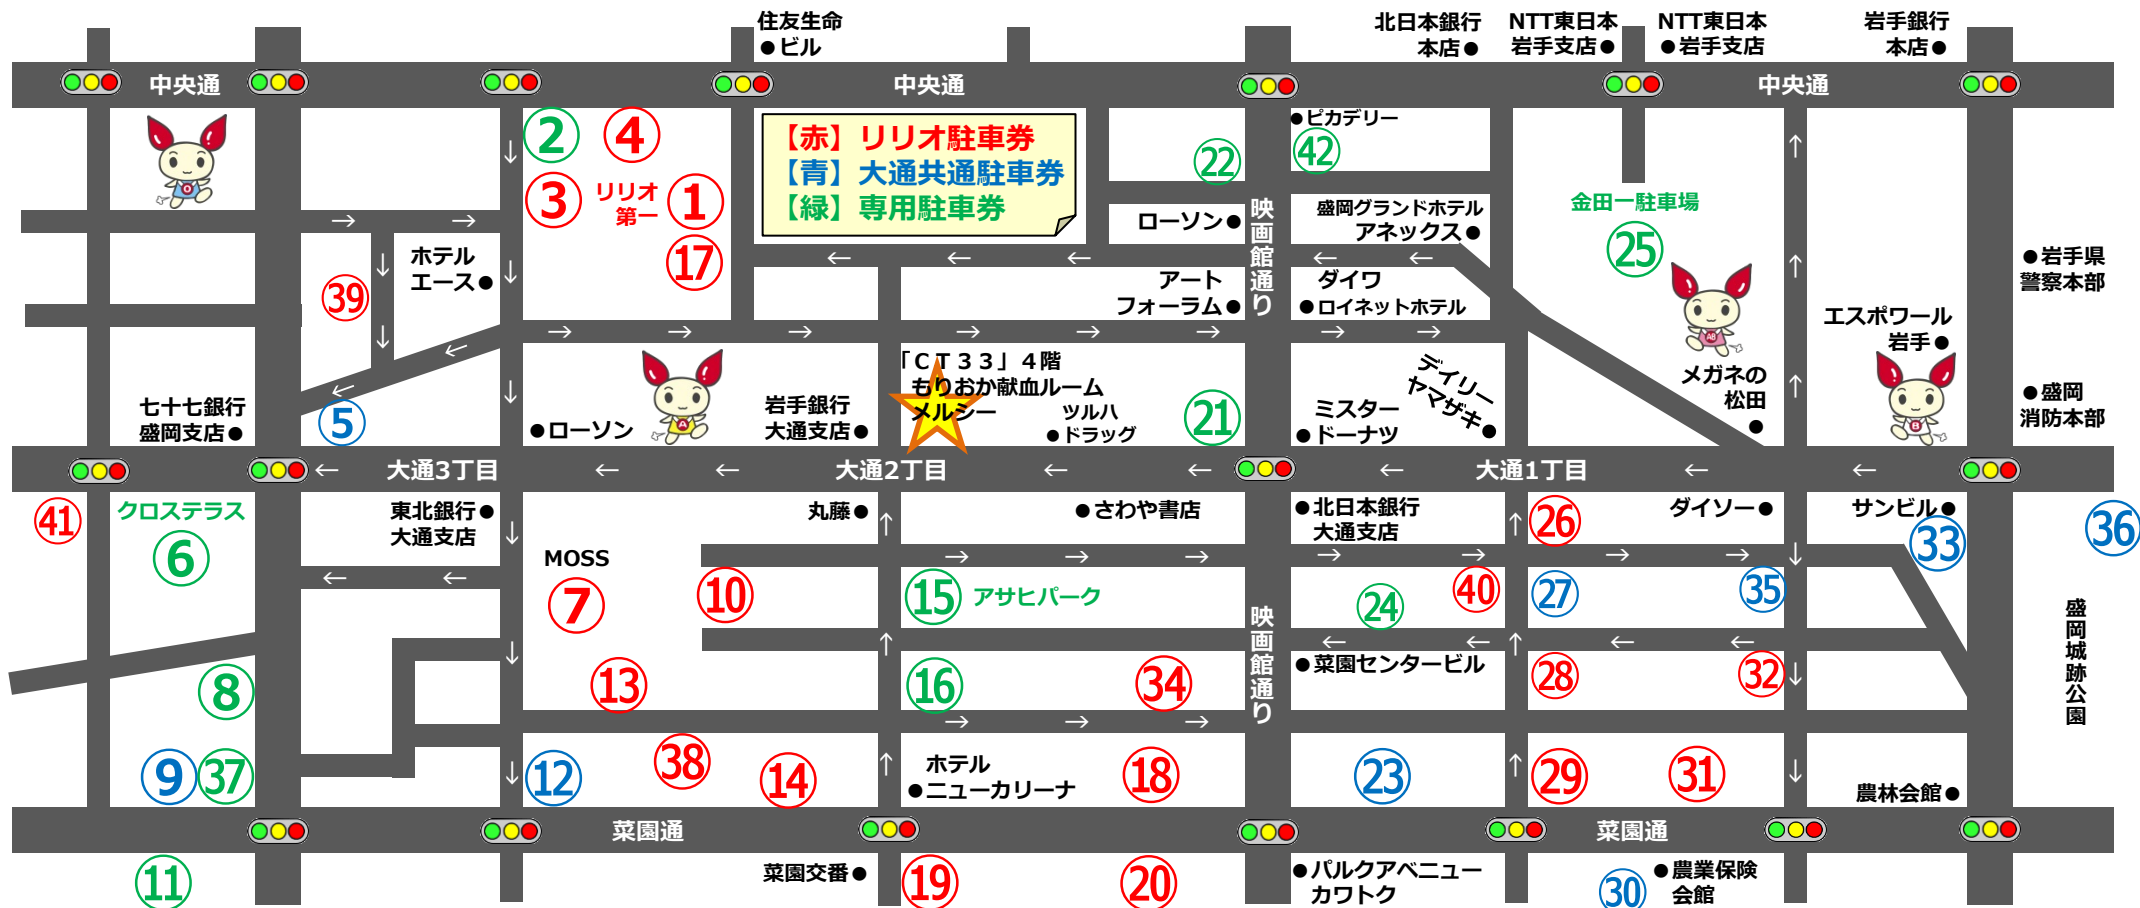 住友生命
●ビル
北日本銀行
本店●
NTT東日本
岩手支店●
NTT東日本
●岩手支店
岩手銀行
本店●
中央通
中央通
中央通
②
④
③
リリオ
第一
①
⑰
【赤】リリオ駐車券
【青】大通共通駐車券
【緑】専用駐車券
㉒
●ピカデリー
㊷
ローソン●
映画館通り
盛岡グランドホテル
アネックス●
金田一駐車場
㉕
●岩手県
警察本部
↓
→ →
ホテル
エース●
㊴
← ← ←
← ←
アート
フォーラム●
ダイワ
●ロイネットホテル
エスポワール
岩手●
→ → → → → → → →
← ←
「CT33」4階
もりおか献血ルーム
メルシー
ツルハ
●ドラッグ
㉑
デイリー
ヤマザキ●
ミスター
●ドーナツ
メガネの
松田
●
●盛岡
消防本部
七十七銀行
盛岡支店●
⑤
●ローソン
岩手銀行
大通支店●
← 大通3丁目 ← ← 大通2丁目 ← ← ← 大通1丁目 ← ←
㊶
クロステラス
⑥
東北銀行●
大通支店
丸藤●
●さわや書店
●北日本銀行
大通支店
㉖
ダイソー●
サンビル●
㉝
㊱
MOSS
⑦
⑩
→ → → → → → →
← ←
⑮
アサヒパーク
㉔
㊵
㉗
㉟
映画館通り
盛岡城跡公園
← ← ← ←
⑧
⑬
⑯
㉞
●菜園センタービル
㉘
㉜
→ → →
⑨
㊲
⑫
㊳
⑭
ホテル
●ニューカリーナ
⑱
㉓
㉙
㉛
農林会館●
菜園通
菜園通
⑪
菜園交番●
⑲
⑳
●パルクアベニュー
カワトク
㉚
●農業保険
会館